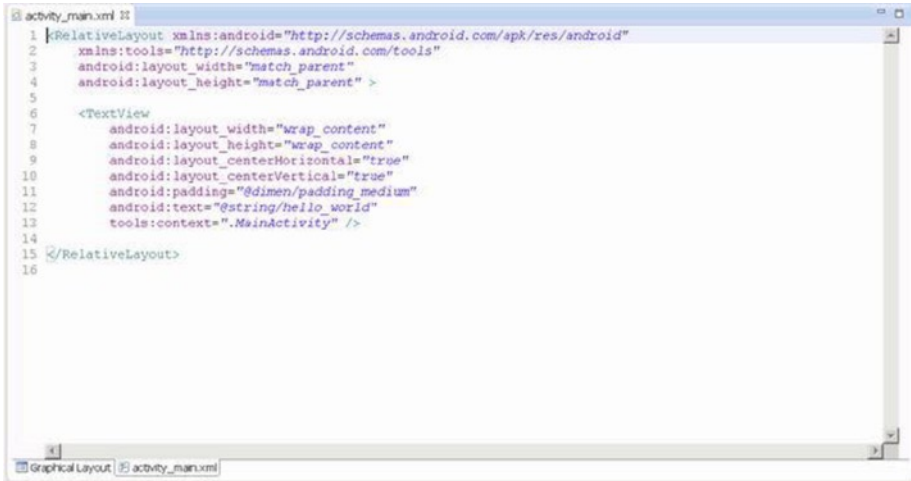 activity_main.xml
1 <RelativeLayout xmlns:android="http://schemas.android.com/apk/res/android"
2     xmlns:tools="http://schemas.android.com/tools"
3     android:layout_width="match_parent"
4     android:layout_height="match_parent" >
5
6     <TextView
7         android:layout_width="wrap_content"
8         android:layout_height="wrap_content"
9         android:layout_centerHorizontal="true"
10         android:layout_centerVertical="true"
11         android:padding="@dimen/padding_medium"
12         android:text="@string/hello_world"
13         tools:context=".MainActivity" />
14
15 </RelativeLayout>
16
Graphical Layout activity_main.xml